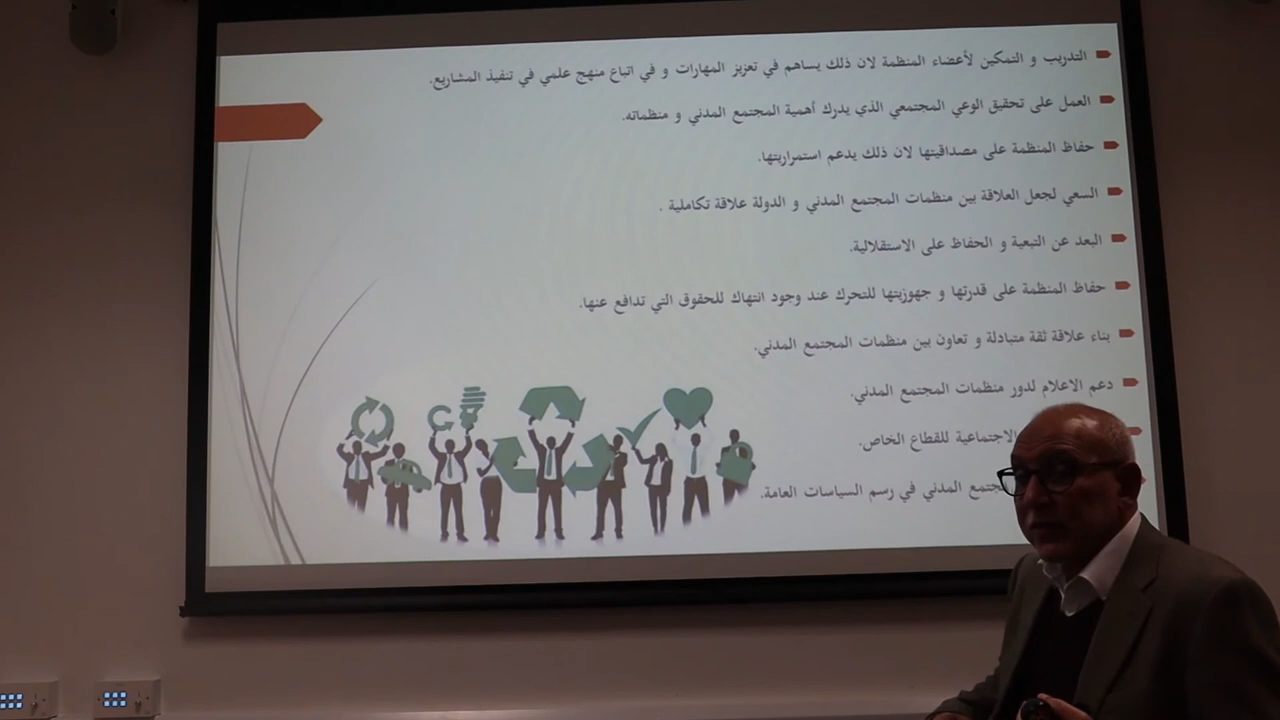 التدريب و التمكين لأعضاء المنظمة لان ذلك يساهم في تعزيز المهارات و في اتباع منهج علمي في تنفيذ المشاريع.
العمل على تحقيق الوعي المجتمعي الذي يدرك أهمية المجتمع المدني و منظماته.
حفاظ المنظمة على مصداقيتها لان ذلك يدعم استمراريتها.
السعي لجعل العلاقة بين منظمات المجتمع المدني و الدولة علاقة تكاملية .
البعد عن التبعية و الحفاظ على الاستقلالية.
حفاظ المنظمة على قدرتها و جهوزيتها للتحرك عند وجود انتهاك للحقوق التي تدافع عنها.
بناء علاقة ثقة متبادلة و تعاون بين منظمات المجتمع المدني.
دعم الاعلام لدور منظمات المجتمع المدني.
الاجتماعية للقطاع الخاص.
المدني في رسم السياسات العامة.